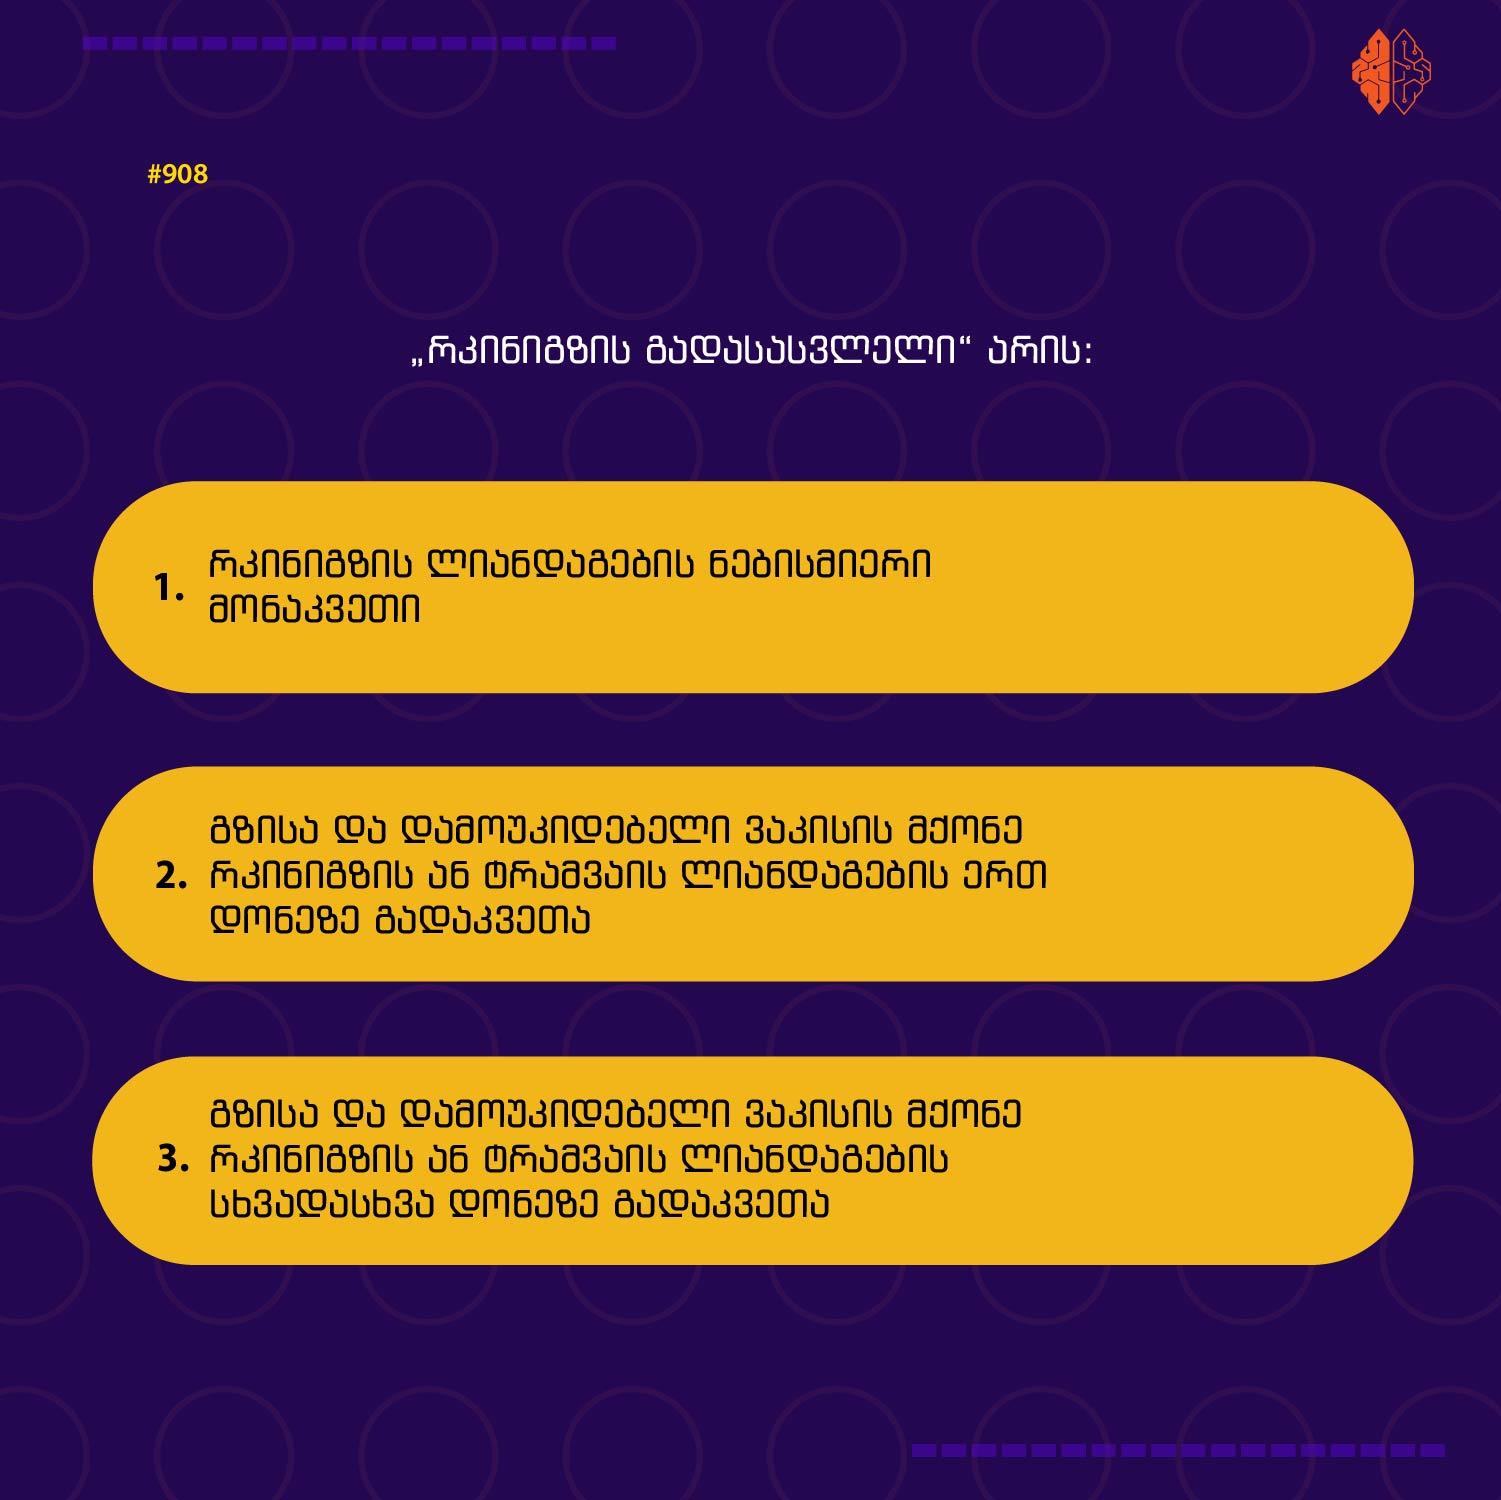 #908
„რკინიგზის გადასასვლელი“ არის:
1. რკინიგზის ლიანდაგების ნებისმიერი
მონაკვეთი
გზისა და დამოუკიდებელი ვაკისის მქონე
2. რკინიგზის ან ტრამვაის ლიანდაგების ერთ
დონეზე გადაკვეთა
გზისა და დამოუკიდებელი ვაკისის მქონე
3. რკინიგზის ან ტრამვაის ლიანდაგების
სხვადასხვა დონეზე გადაკვეთა